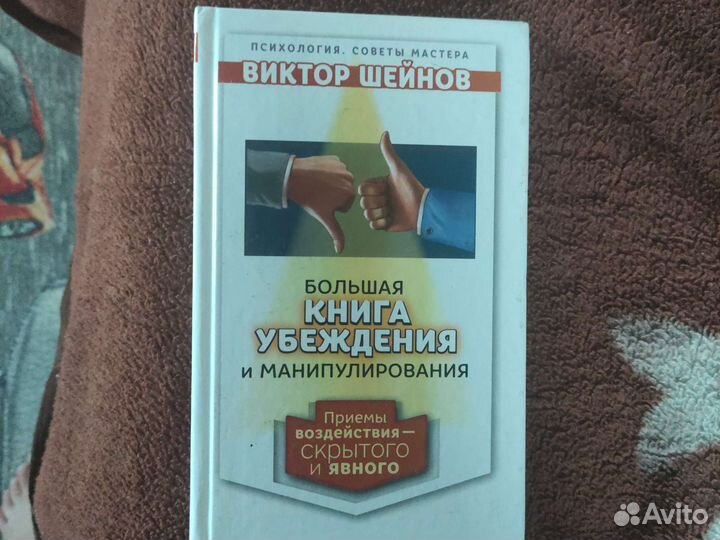 ПСИХОЛОГИЯ. СОВЕТЫ МАСТЕРА
ВИКТОР ШЕЙНОВ
БОЛЬШАЯ
КНИГА
УБЕЖДЕНИЯ
и МАНИПУЛИРОВАНИЯ
Приемы
воздействия —
скрытого
и явного
Avito